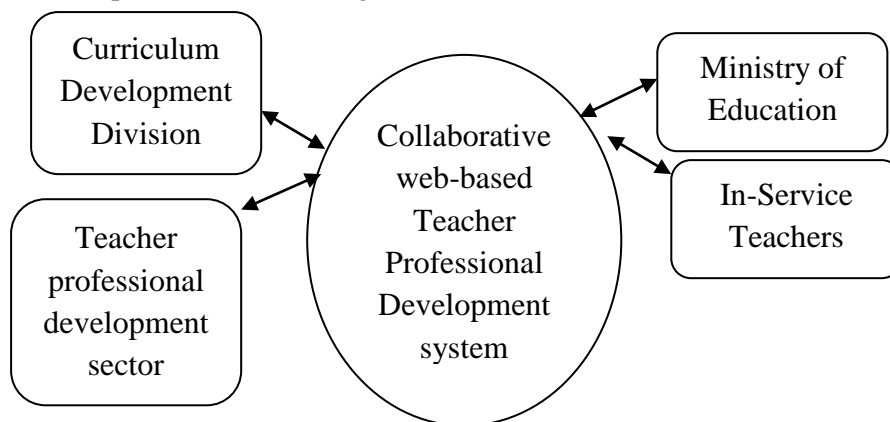 Curriculum
Development
Division
Teacher
professional
development
sector
Collaborative
web-based
Teacher
Professional
Development
system
Ministry of
Education
In-Service
Teachers